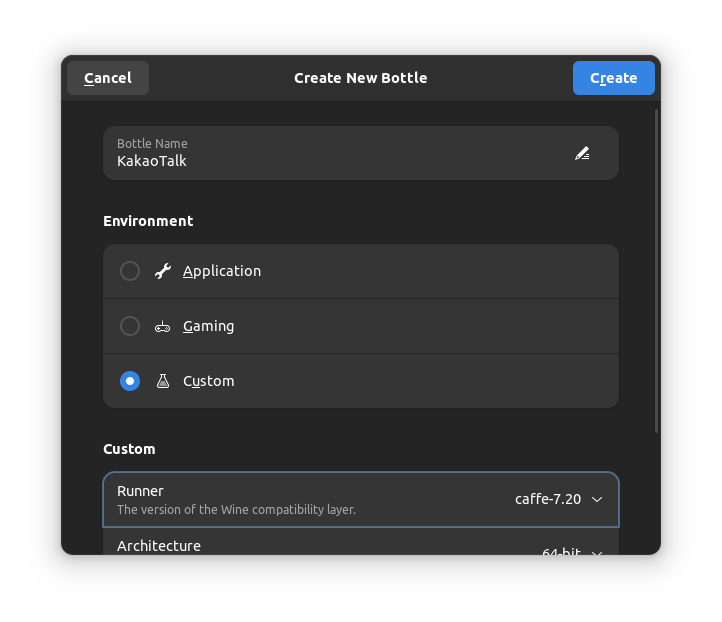 Cancel
Create New Bottle
Create
Bottle Name
KakaoTalk
Environment
Application
Gaming
Custom
Custom
Runner
The version of the Wine compatibility layer.
caffe-7.20
Architecture
64-bit